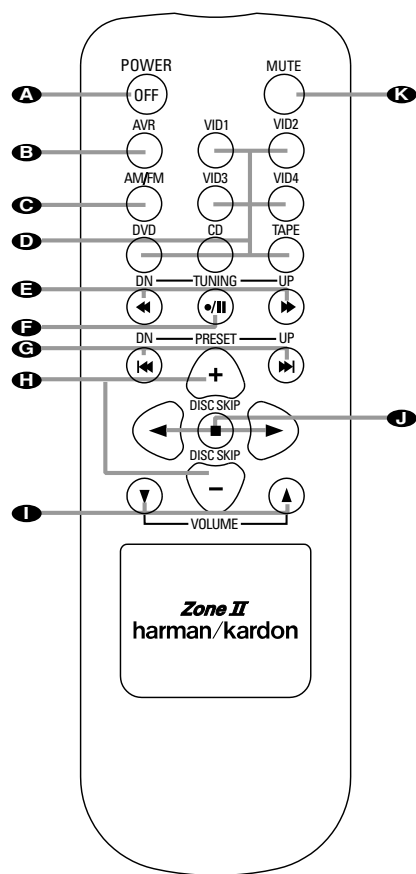 POWER MUTE
A OFF K
AVR VID1 VID2
B
AM/FM VID3 VID4
C
D DVD CD TAPE
E DN TUNING UP
F
G DN PRESET UP
H +
DISC SKIP
J
DISC SKIP
−
I VOLUME
Zone II
harman/kardon